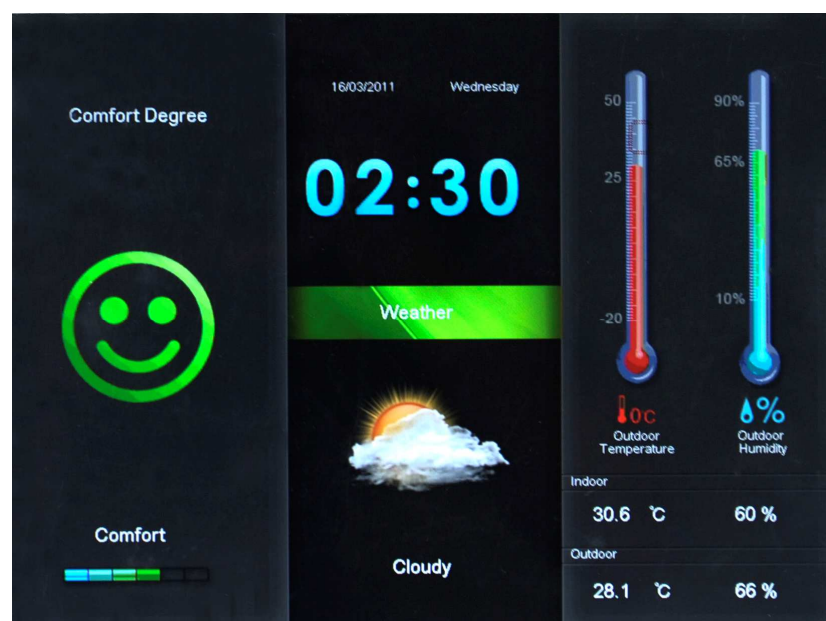 Comfort Degree
Comfort
16/03/2011 Wednesday
02:30
Weather
Cloudy
50
25
-20
90%
65%
10%
°C
%
Outdoor
Temperature
Outdoor
Humidity
Indoor
30.6 ℃ 60 %
Outdoor
28.1 ℃ 66 %